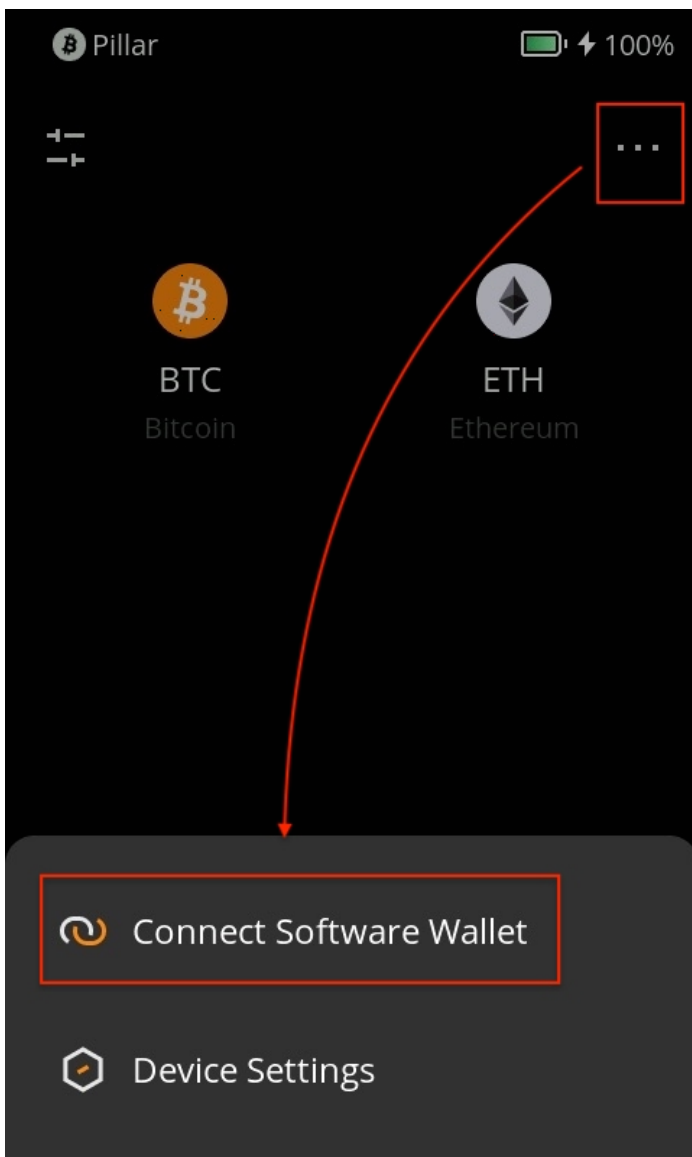 Pillar 100%
BTC ETH
Bitcoin Ethereum
Connect Software Wallet
Device Settings